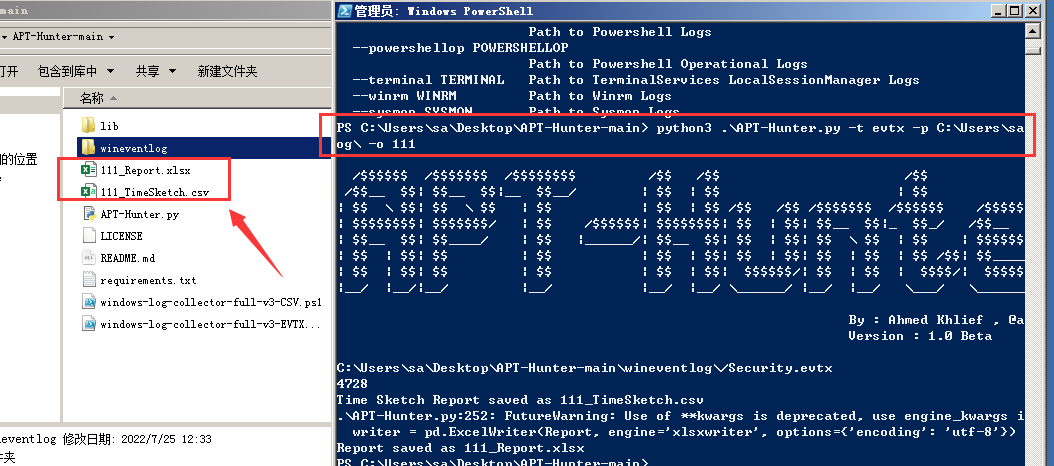 main
APT-Hunter-main
打开 包含到库中 共享 新建文件夹
名称
lib
wineventlog
的位置
111_Report.xlsx
111_TimeSketch.csv
APT-Hunter.py
LICENSE
README.md
requirements.txt
windows-log-collector-full-v3-CSV.ps1
windows-log-collector-full-v3-EVTX...
neventlog 修改日期: 2022/7/25 12:33
件夹
管理员: Windows PowerShell
Path to Powershell Logs
--powershellop POWERSHELLOP
Path to Powershell Operational Logs
--terminal TERMINAL Path to TerminalServices LocalSessionManager Logs
--winrm WINRM Path to Winrm Logs
--sysmon SYSMON Path to Sysmon Logs
PS C:\Users\sa\Desktop\APT-Hunter-main> python3 .\APT-Hunter.py -t evtx -p C:\Users\sa
og\ -o 111
By : Ahmed Khlief , @a
Version : 1.0 Beta
C:\Users\sa\Desktop\APT-Hunter-main\wineventlog\/Security.evtx
4728
Time Sketch Report saved as 111_TimeSketch.csv
.\APT-Hunter.py:252: FutureWarning: Use of **kwargs is deprecated, use engine_kwargs i
writer = pd.ExcelWriter(Report, engine='xlsxwriter', options={'encoding': 'utf-8'})
Report saved as 111_Report.xlsx
PS C:\Users\sa\Desktop\APT-Hunter-main>